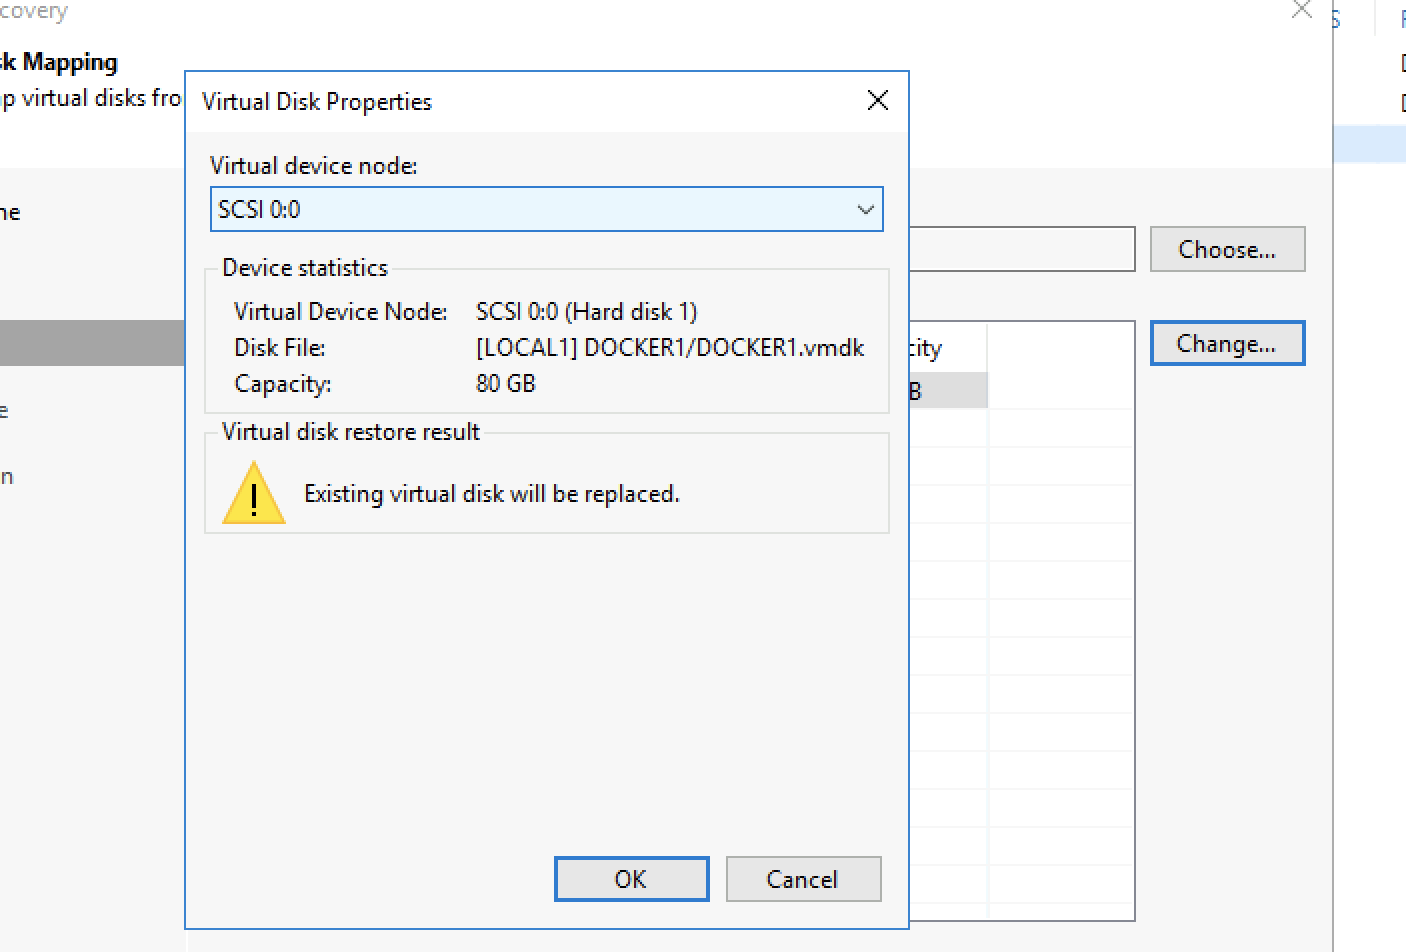 covery
sk Mapping
p virtual disks fro
Virtual Disk Properties
Virtual device node:
SCSI 0:0
Device statistics
Virtual Device Node: SCSI 0:0 (Hard disk 1)
Disk File: [LOCAL1] DOCKER1/DOCKER1.vmdk
Capacity: 80 GB
Virtual disk restore result
Existing virtual disk will be replaced.
OK
Cancel
ne
e
n
Choose...
city
B
Change...
S